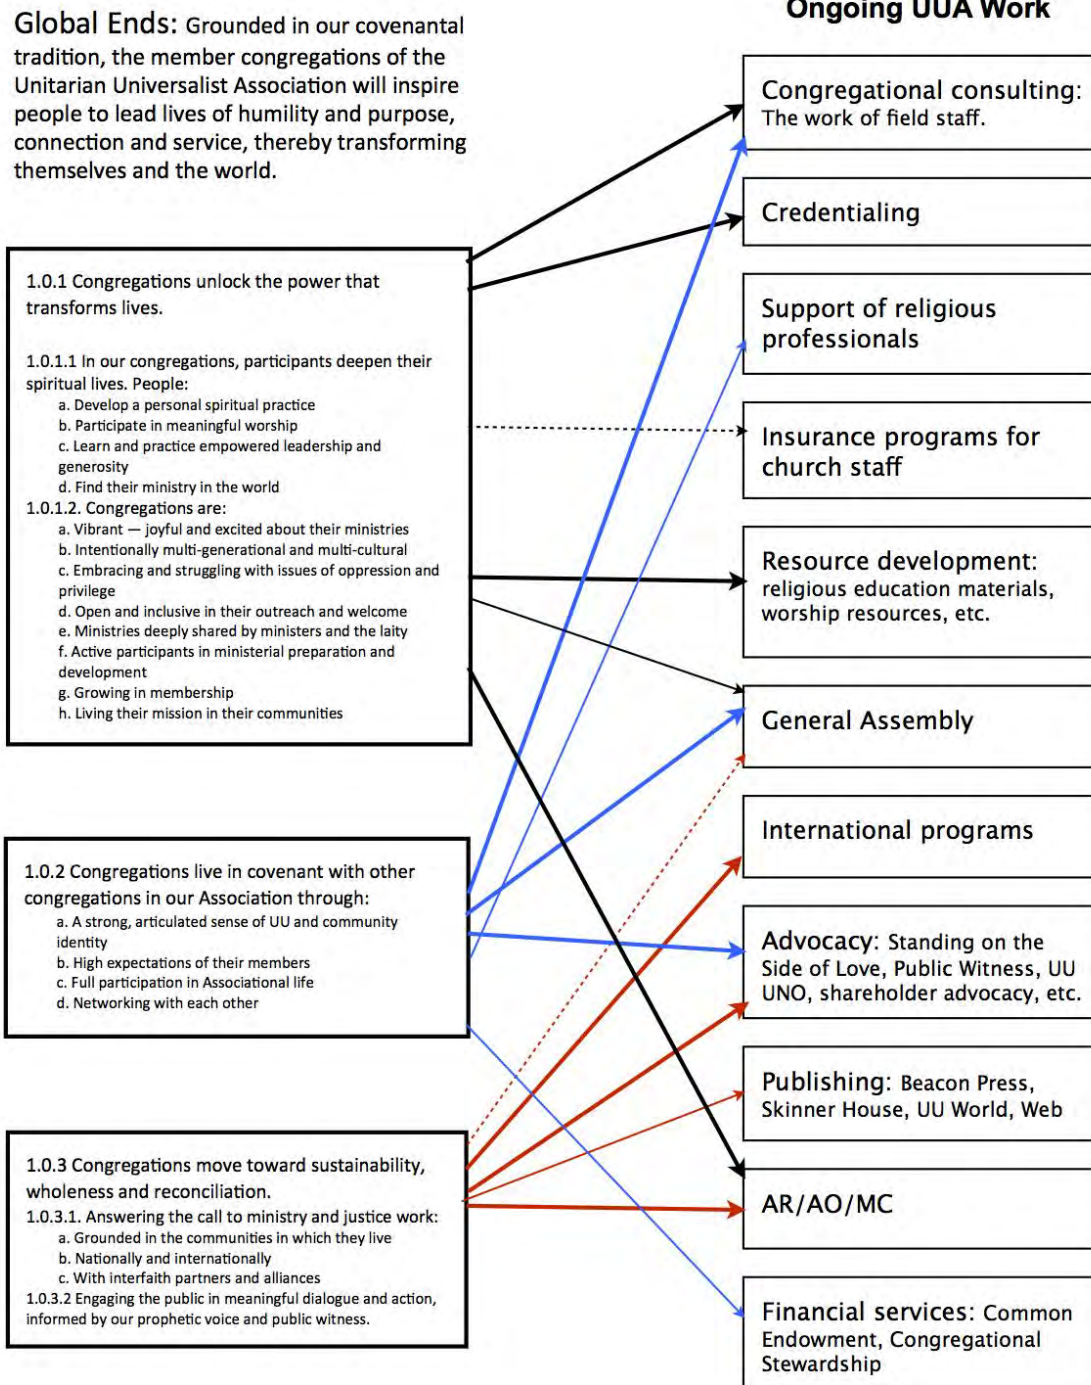 Global Ends: Grounded in our covenantal
tradition, the member congregations of the
Unitarian Universalist Association will inspire
people to lead lives of humility and purpose,
connection and service, thereby transforming
themselves and the world.
1.0.1 Congregations unlock the power that
transforms lives.
1.0.1.1 In our congregations, participants deepen their
spiritual lives. People:
a. Develop a personal spiritual practice
b. Participate in meaningful worship
c. Learn and practice empowered leadership and
generosity
d. Find their ministry in the world
1.0.1.2. Congregations are:
a. Vibrant — joyful and excited about their ministries
b. Intentionally multi-generational and multi-cultural
c. Embracing and struggling with issues of oppression and
privilege
d. Open and inclusive in their outreach and welcome
e. Ministries deeply shared by ministers and the laity
f. Active participants in ministerial preparation and
development
g. Growing in membership
h. Living their mission in their communities
1.0.2 Congregations live in covenant with other
congregations in our Association through:
a. A strong, articulated sense of UU and community
identity
b. High expectations of their members
c. Full participation in Associational life
d. Networking with each other
1.0.3 Congregations move toward sustainability,
wholeness and reconciliation.
1.0.3.1. Answering the call to ministry and justice work:
a. Grounded in the communities in which they live
b. Nationally and internationally
c. With interfaith partners and alliances
1.0.3.2 Engaging the public in meaningful dialogue and action,
informed by our prophetic voice and public witness.
Ongoing UUA Work
Congregational consulting:
The work of field staff.
Credentialing
Support of religious
professionals
Insurance programs for
church staff
Resource development:
religious education materials,
worship resources, etc.
General Assembly
International programs
Advocacy: Standing on the
Side of Love, Public Witness, UU
UNO, shareholder advocacy, etc.
Publishing: Beacon Press,
Skinner House, UU World, Web
AR/AO/MC
Financial services: Common
Endowment, Congregational
Stewardship